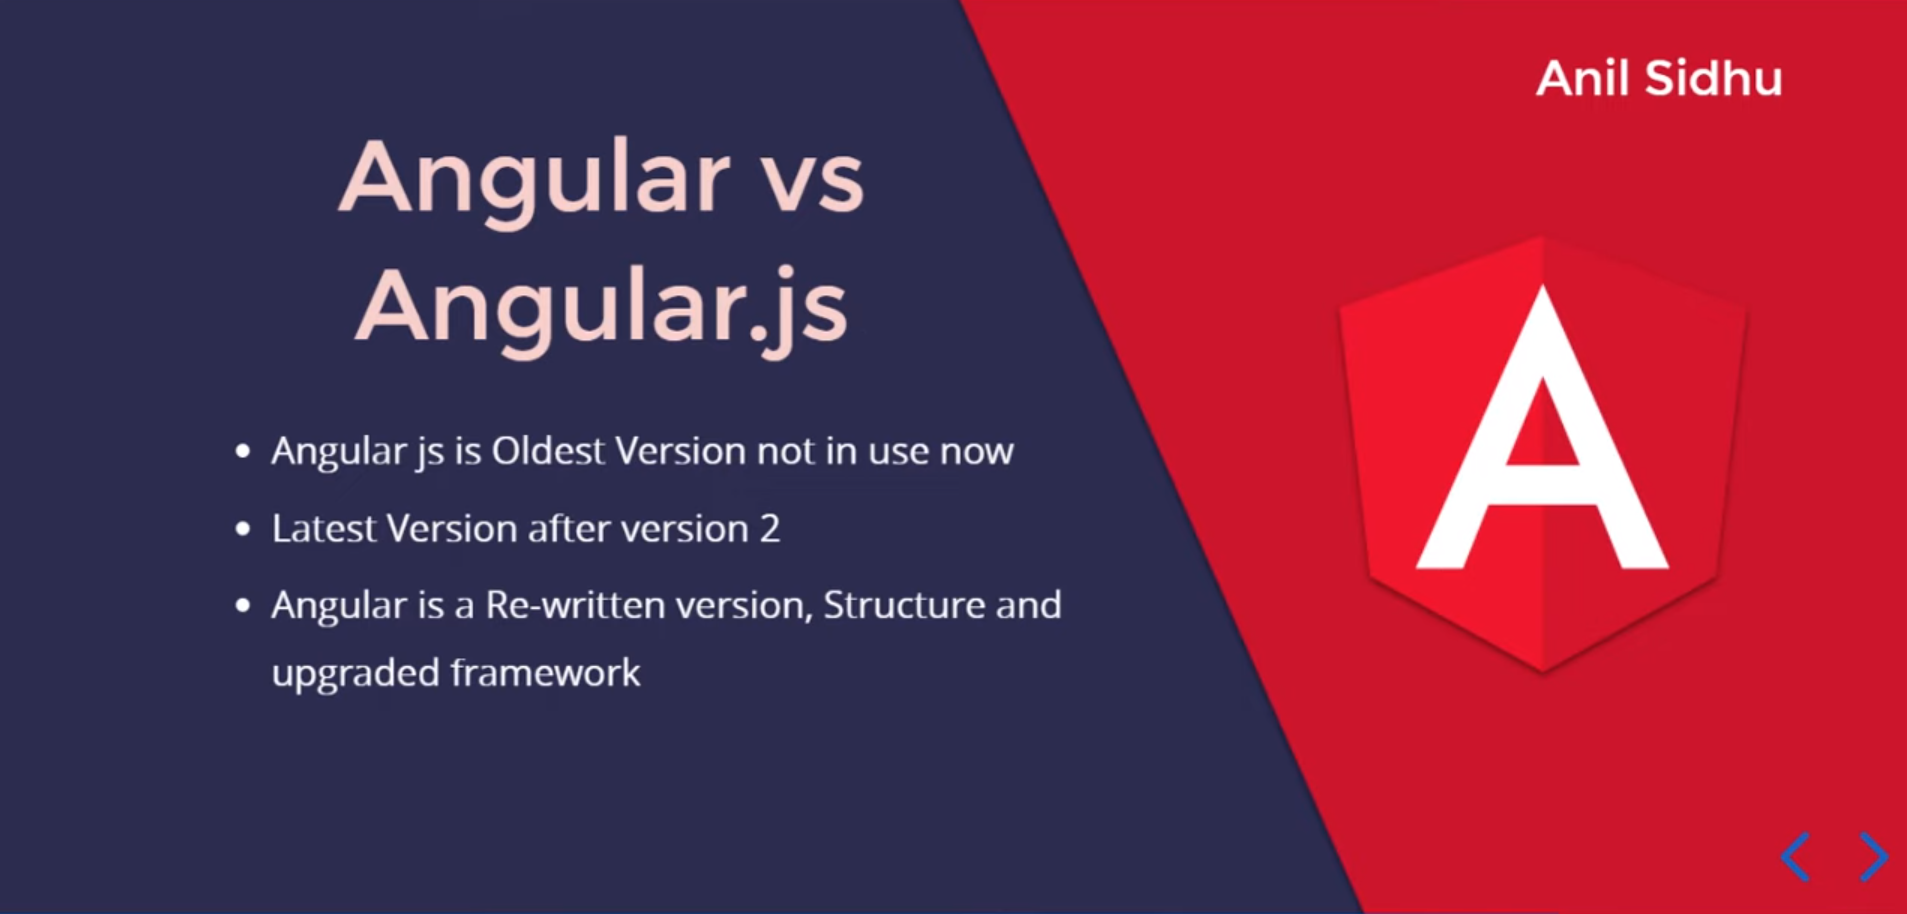 Anil Sidhu
Angular vs
Angular.js
• Angular js is Oldest Version not in use now
• Latest Version after version 2
• Angular is a Re-written version, Structure and
upgraded framework
A